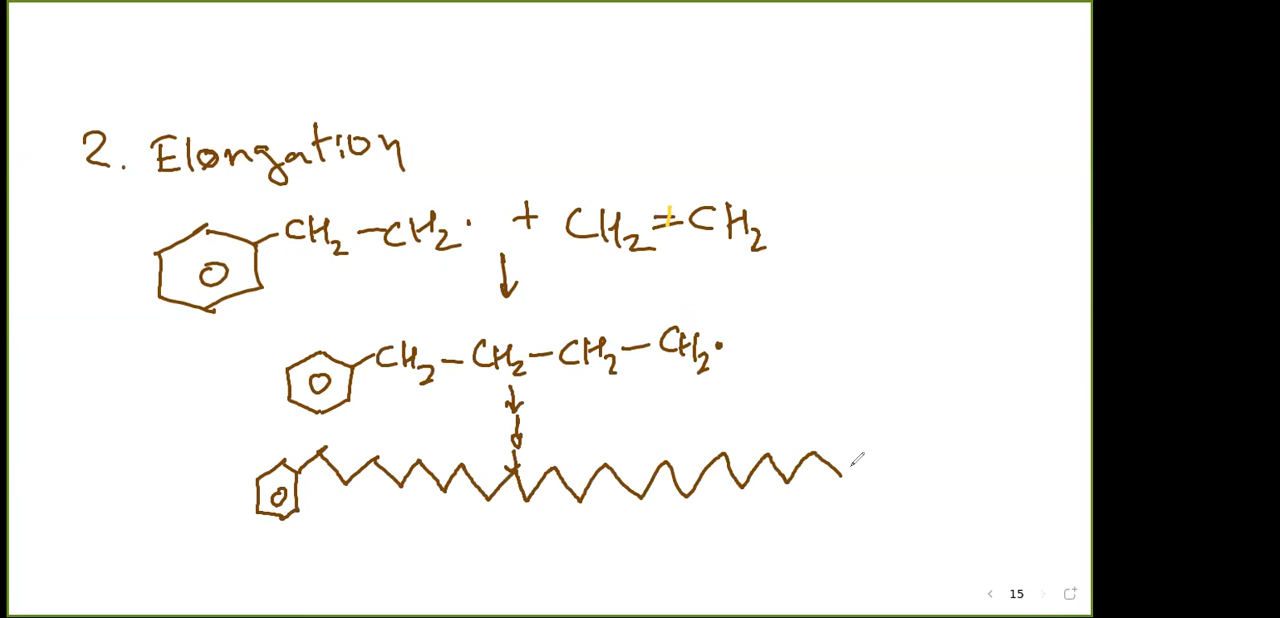 2. Elongation
CH₂-CH₂· + CH₂=CH₂
CH₂-CH₂-CH₂-CH₂·
15